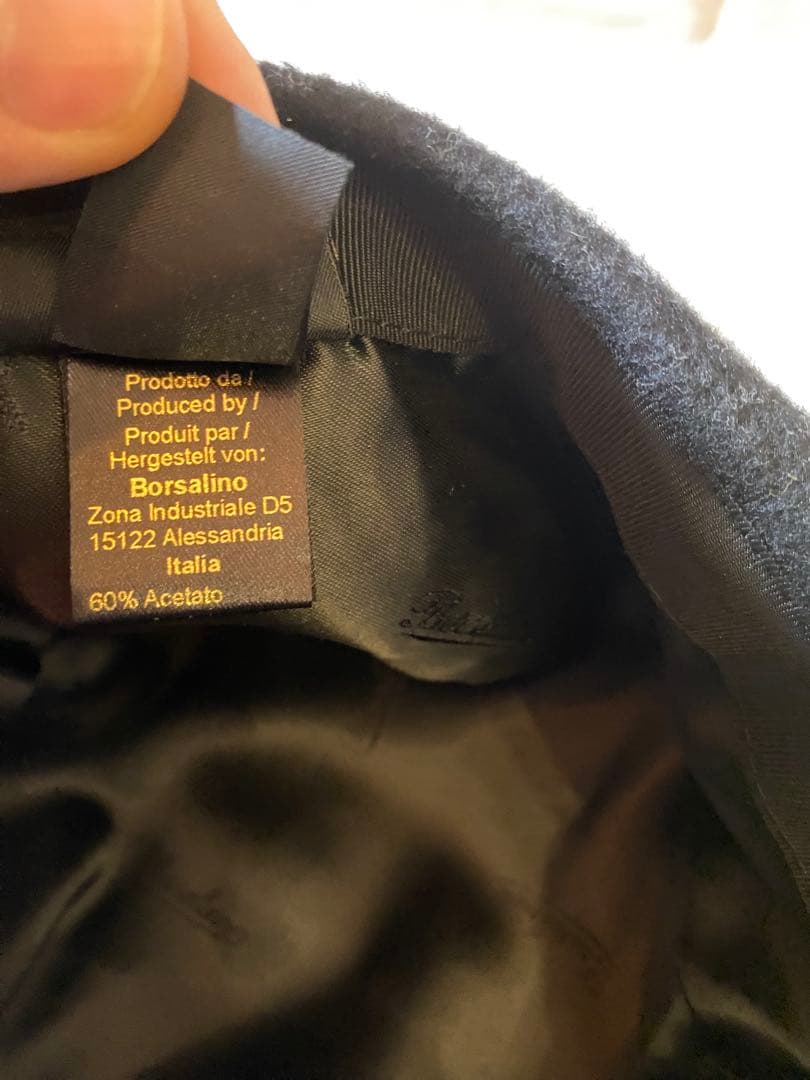 Prodotto da /
Produced by /
Produit par /
Hergestelt von:
Borsalino
Zona Industriale D5
15122 Alessandria
Italia
60% Acetato